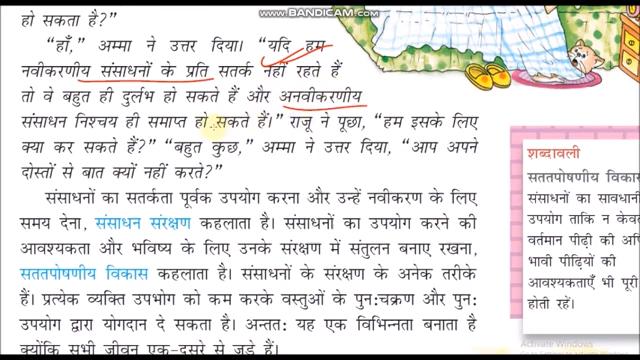 www.BANDICAM.com
हो सकता है?”
“हाँ,” अम्मा ने उत्तर दिया। “यदि हम
नवीकरणीय संसाधनों के प्रति सतर्क नहीं रहते हैं
तो वे बहुत ही दुर्लभ हो सकते हैं और अनवीकरणीय
संसाधन निश्चय ही समाप्त हो सकते हैं।” राजू ने पूछा, “हम इसके लिए
क्या कर सकते हैं?” “बहुत कुछ,” अम्मा ने उत्तर दिया, “आप अपने
दोस्तों से बात क्यों नहीं करते?”
संसाधनों का सतर्कता पूर्वक उपयोग करना और उन्हें नवीकरण के लिए
समय देना, संसाधन संरक्षण कहलाता है। संसाधनों का उपयोग करने की
आवश्यकता और भविष्य के लिए उनके संरक्षण में संतुलन बनाए रखना,
सततपोषणीय विकास कहलाता है। संसाधनों के संरक्षण के अनेक तरीके
हैं। प्रत्येक व्यक्ति उपभोग को कम करके वस्तुओं के पुन:चक्रण और पुन:
उपयोग द्वारा योगदान दे सकता है। अन्तत: यह एक विभिन्नता बनाता है
क्योंकि सभी जीवन एक दूसरे से जुड़े हैं।
शब्दावली
सततपोषणीय विका
संसाधनों का सावधानी
उपयोग ताकि न केव
वर्तमान पीढ़ी की अपि
भावी पीढ़ियों की
आवश्यकताएँ भी पूरी
होती रहें।
Activate Windows